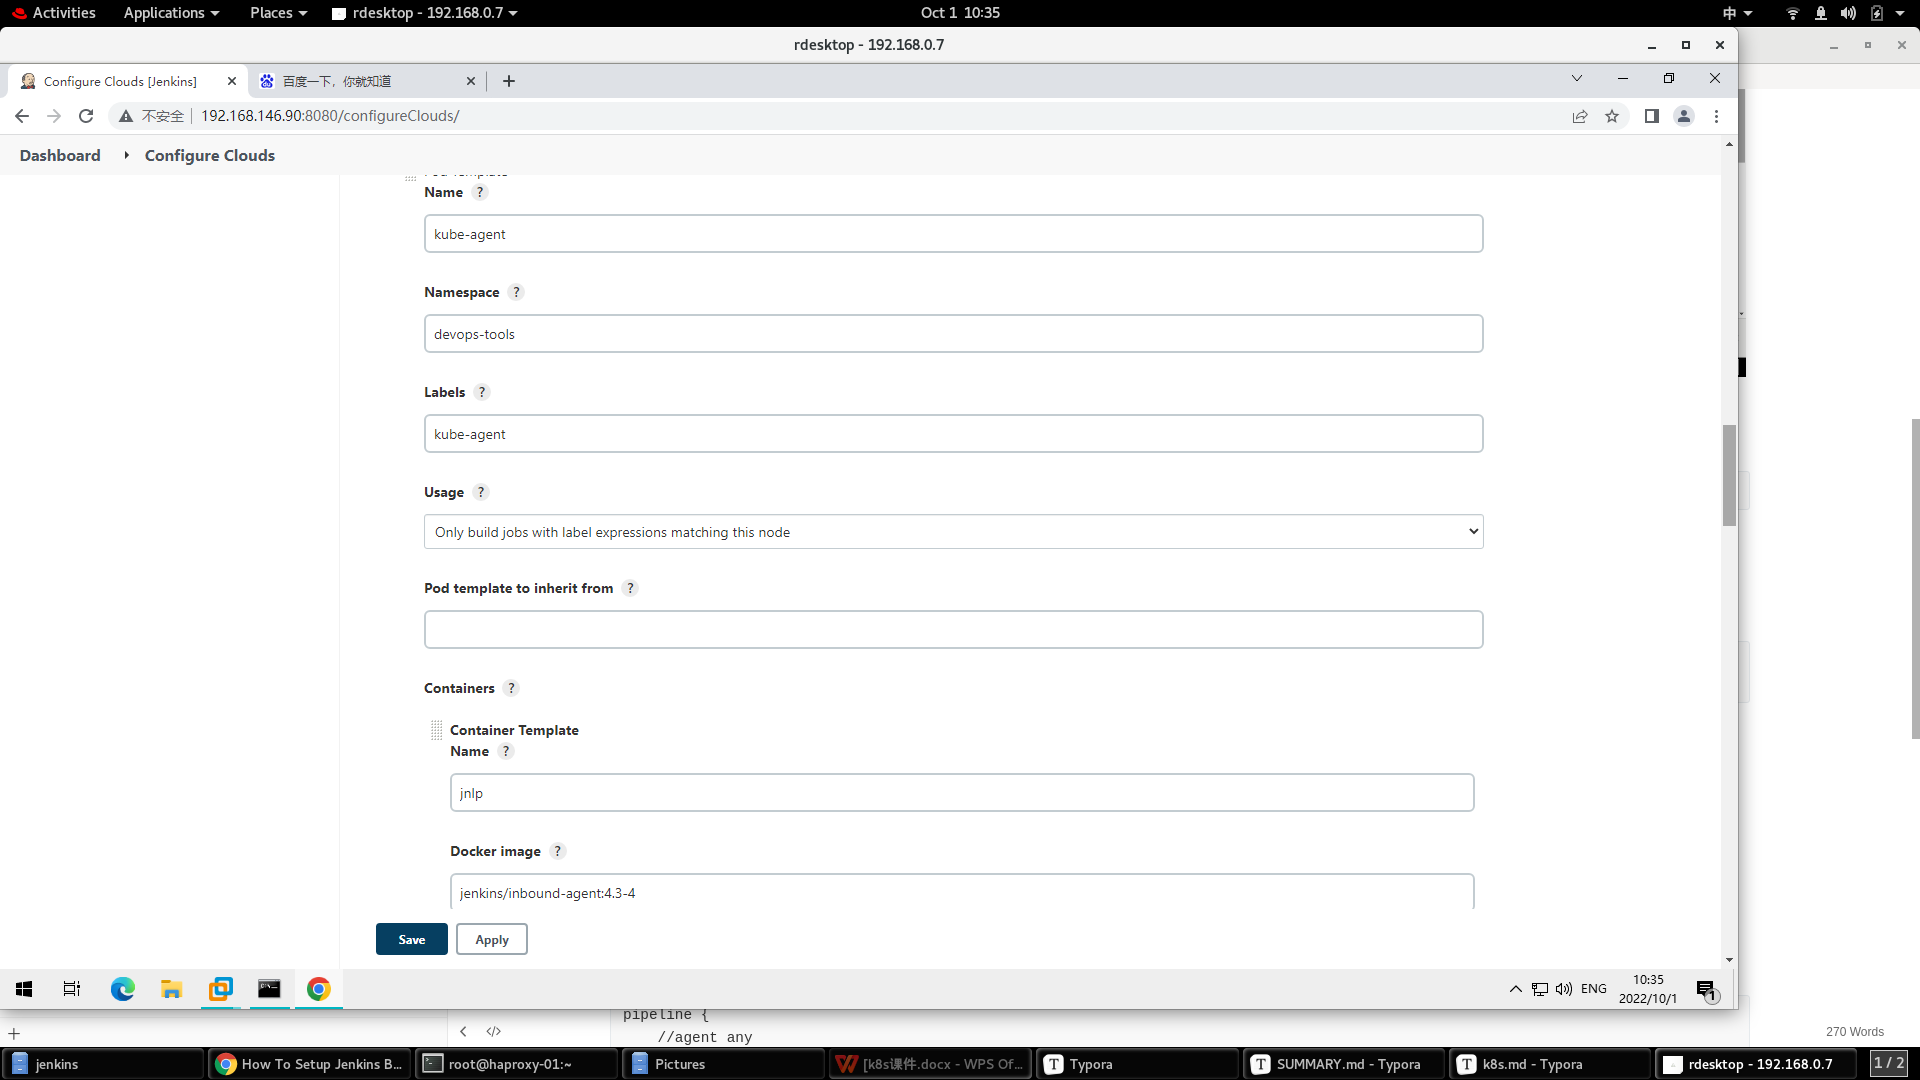 Activities
Applications
Places
rdesktop - 192.168.0.7
Oct 1 10:35
中
rdesktop - 192.168.0.7
Configure Clouds [Jenkins]
百度一下，你就知道
不安全
192.168.146.90:8080/configureClouds/
Dashboard
Configure Clouds
Name ?
kube-agent
Namespace ?
devops-tools
Labels ?
kube-agent
Usage ?
Only build jobs with label expressions matching this node
Pod template to inherit from ?
Containers ?
Container Template
Name ?
jnlp
Docker image ?
jenkins/inbound-agent:4.3-4
Save
Apply
ENG
10:35
2022/10/1
1
pipeline {
//agent any
270 Words
jenkins
How To Setup Jenkins B...
root@haproxy-01:~
Pictures
[k8s课件.docx - WPS Of...
Typora
SUMMARY.md - Typora
k8s.md - Typora
rdesktop - 192.168.0.7
1 / 2